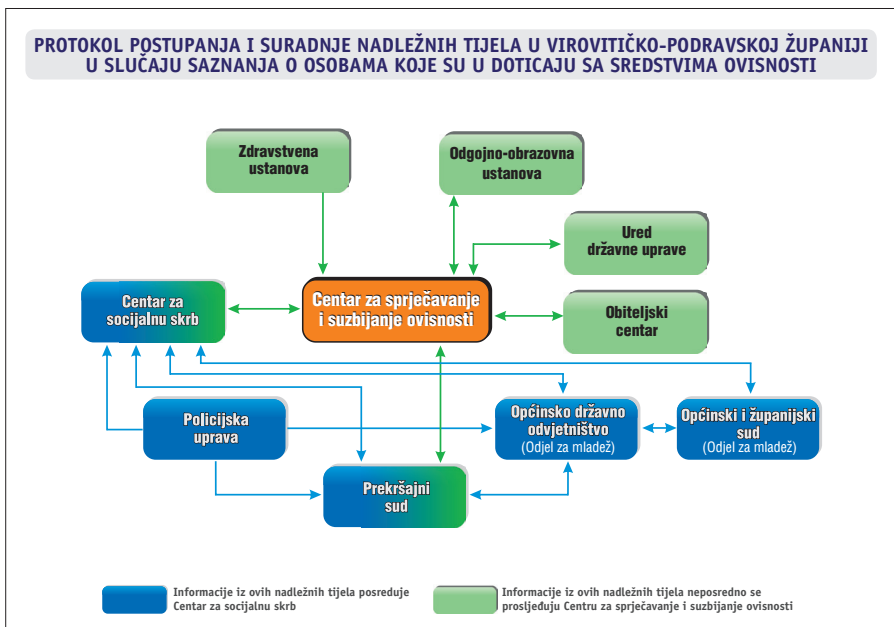 PROTOKOL POSTUPANJA I SURADNJE NADLEŽNIH TIJELA U VIROVITIČKO-PODRAVSKOJ ŽUPANIJI
U SLUČAJU SAZNANJA O OSOBAMA KOJE SU U DOTICAJU SA SREDSTVIMA OVISNOSTI
Zdravstvena
ustanova
Odgojno-obrazovna
ustanova
Ured
državne uprave
Centar za
socijalnu skrb
Centar za sprječavanje
i suzbijanje ovisnosti
Obiteljski
centar
Policijska
uprava
Općinsko državno
odvjetništvo
(Odjel za mladež)
Općinski i županijski
sud
(Odjel za mladež)
Prekršajni
sud
Informacije iz ovih nadležnih tijela posreduje
Centar za socijalnu skrb
Informacije iz ovih nadležnih tijela neposredno se
prosljeđuju Centru za sprječavanje i suzbijanje ovisnosti